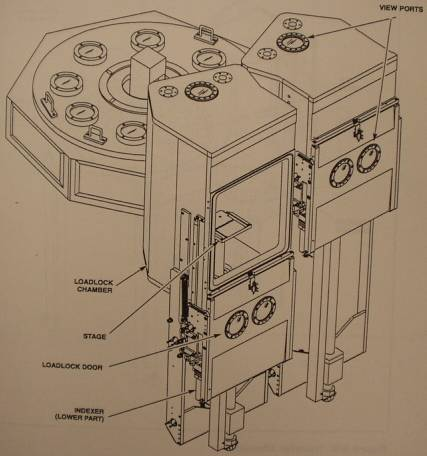 VIEW PORTS
LOADLOCK
CHAMBER
STAGE
LOADLOCK DOOR
INDEXER
(LOWER PART)